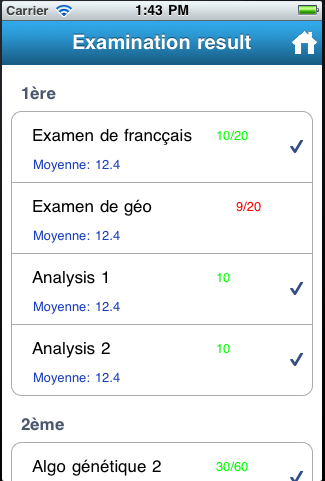 Carrier 1:43 PM
Examination result
1ère
Examen de francçais 10/20
Moyenne: 12.4
Examen de géo 9/20
Moyenne: 12.4
Analysis 1 10
Moyenne: 12.4
Analysis 2 10
Moyenne: 12.4
2ème
Algo génétique 2 30/60